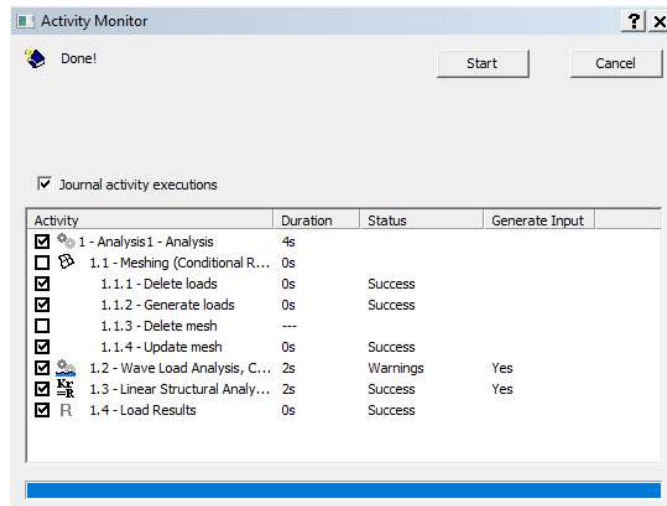 Activity Monitor
Done!
Start
Cancel
Journal activity executions
Activity Duration Status Generate Input
1 - Analysis1 - Analysis 4s
1.1 - Meshing (Conditional R... 0s
1.1.1 - Delete loads 0s Success
1.1.2 - Generate loads 0s Success
1.1.3 - Delete mesh ---
1.1.4 - Update mesh 0s Success
1.2 - Wave Load Analysis, C... 2s Warnings Yes
Kr =R 1.3 - Linear Structural Analy... 2s Success Yes
R 1.4 - Load Results 0s Success